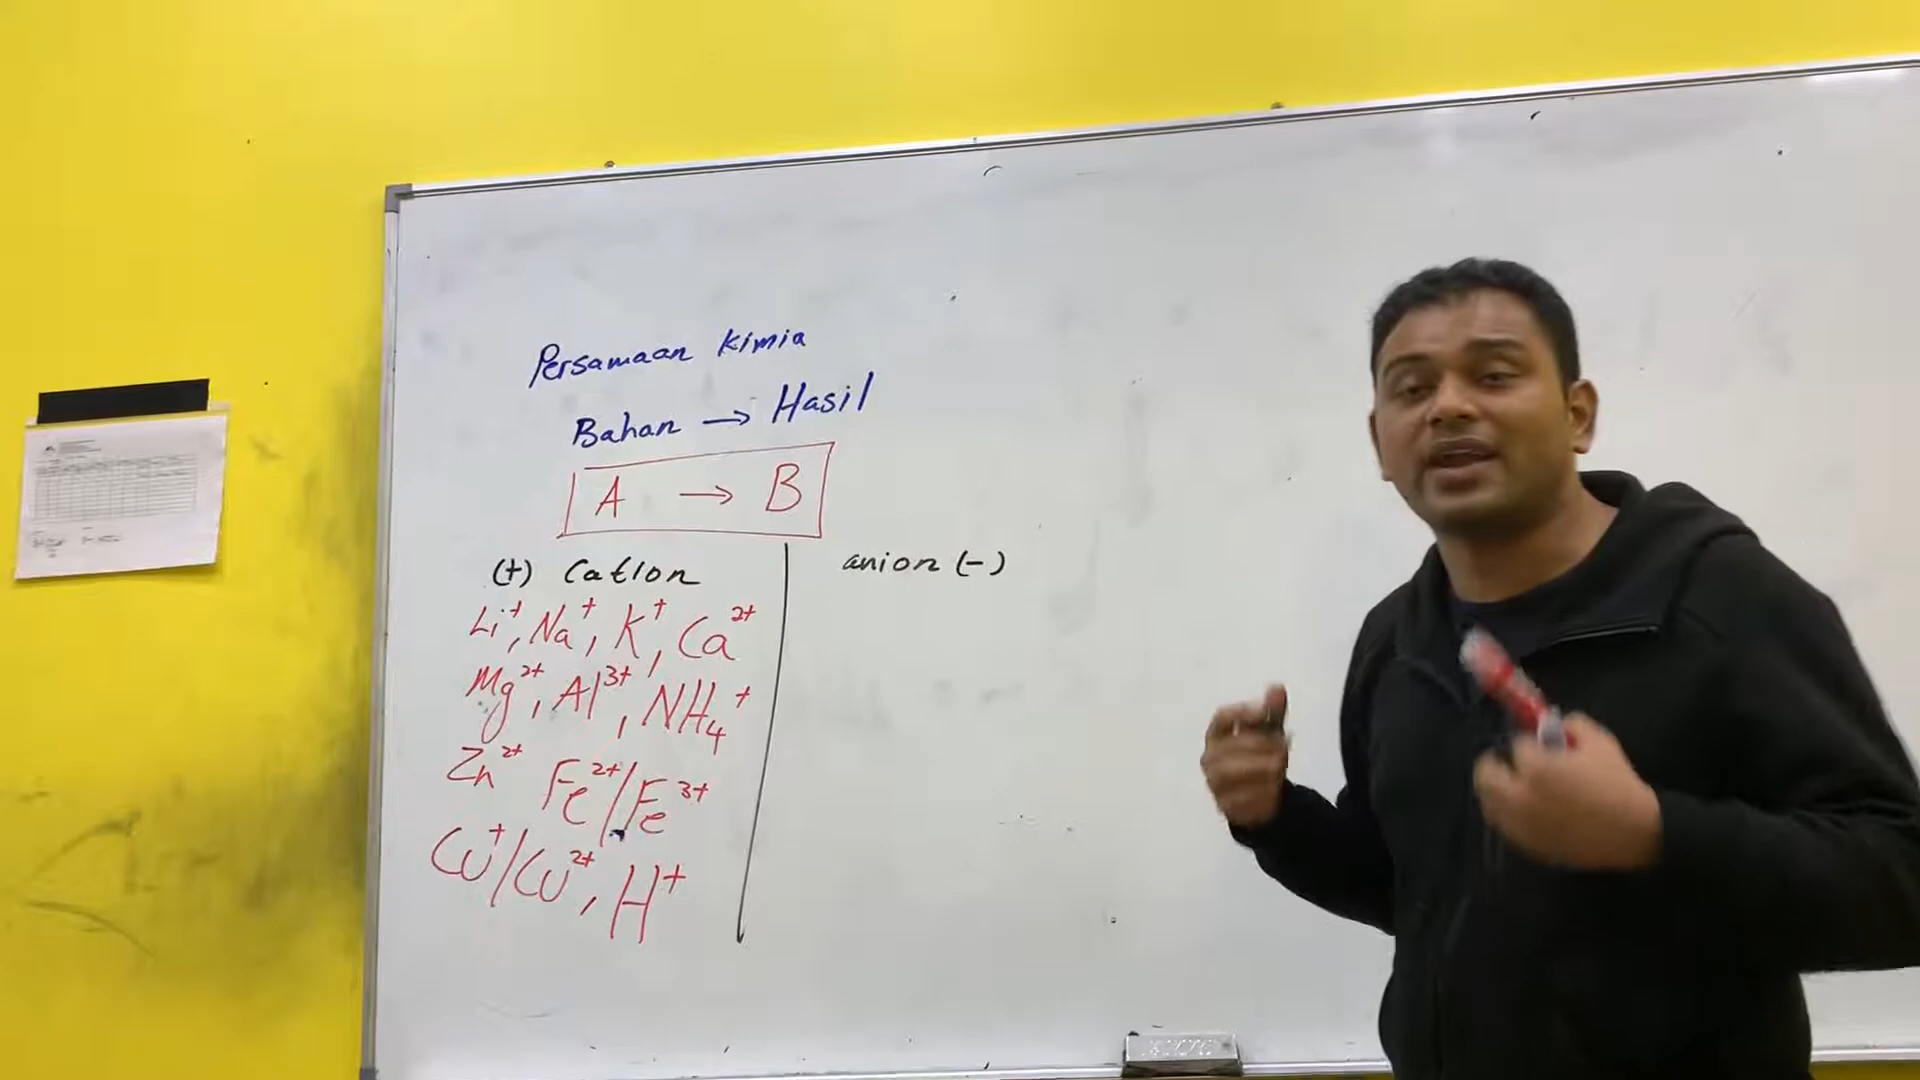 Persamaan Kimia
Bahan → Hasil
A → B
(+) Cation
anion (-)
Li⁺, Na⁺, K⁺, Ca²⁺
Mg²⁺, Al³⁺, NH₄⁺
Zn²⁺ Fe²⁺/Fe³⁺
Cu⁺/Cu²⁺, H⁺